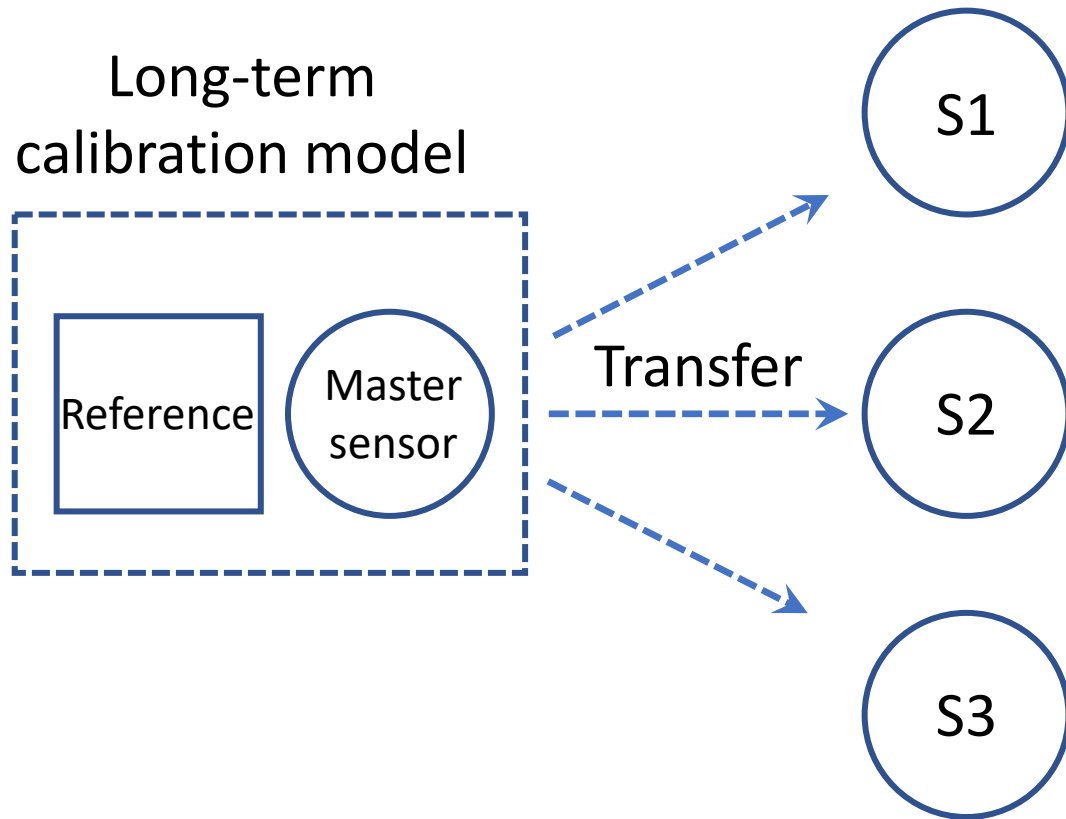 Long-term
calibration model
Reference
Master
sensor
Transfer
S1
S2
S3